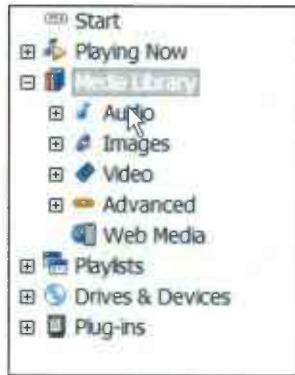 Start
Playing Now
Media Library
Audio
Images
Video
Advanced
Web Media
Playlists
Drives & Devices
Plug-ins